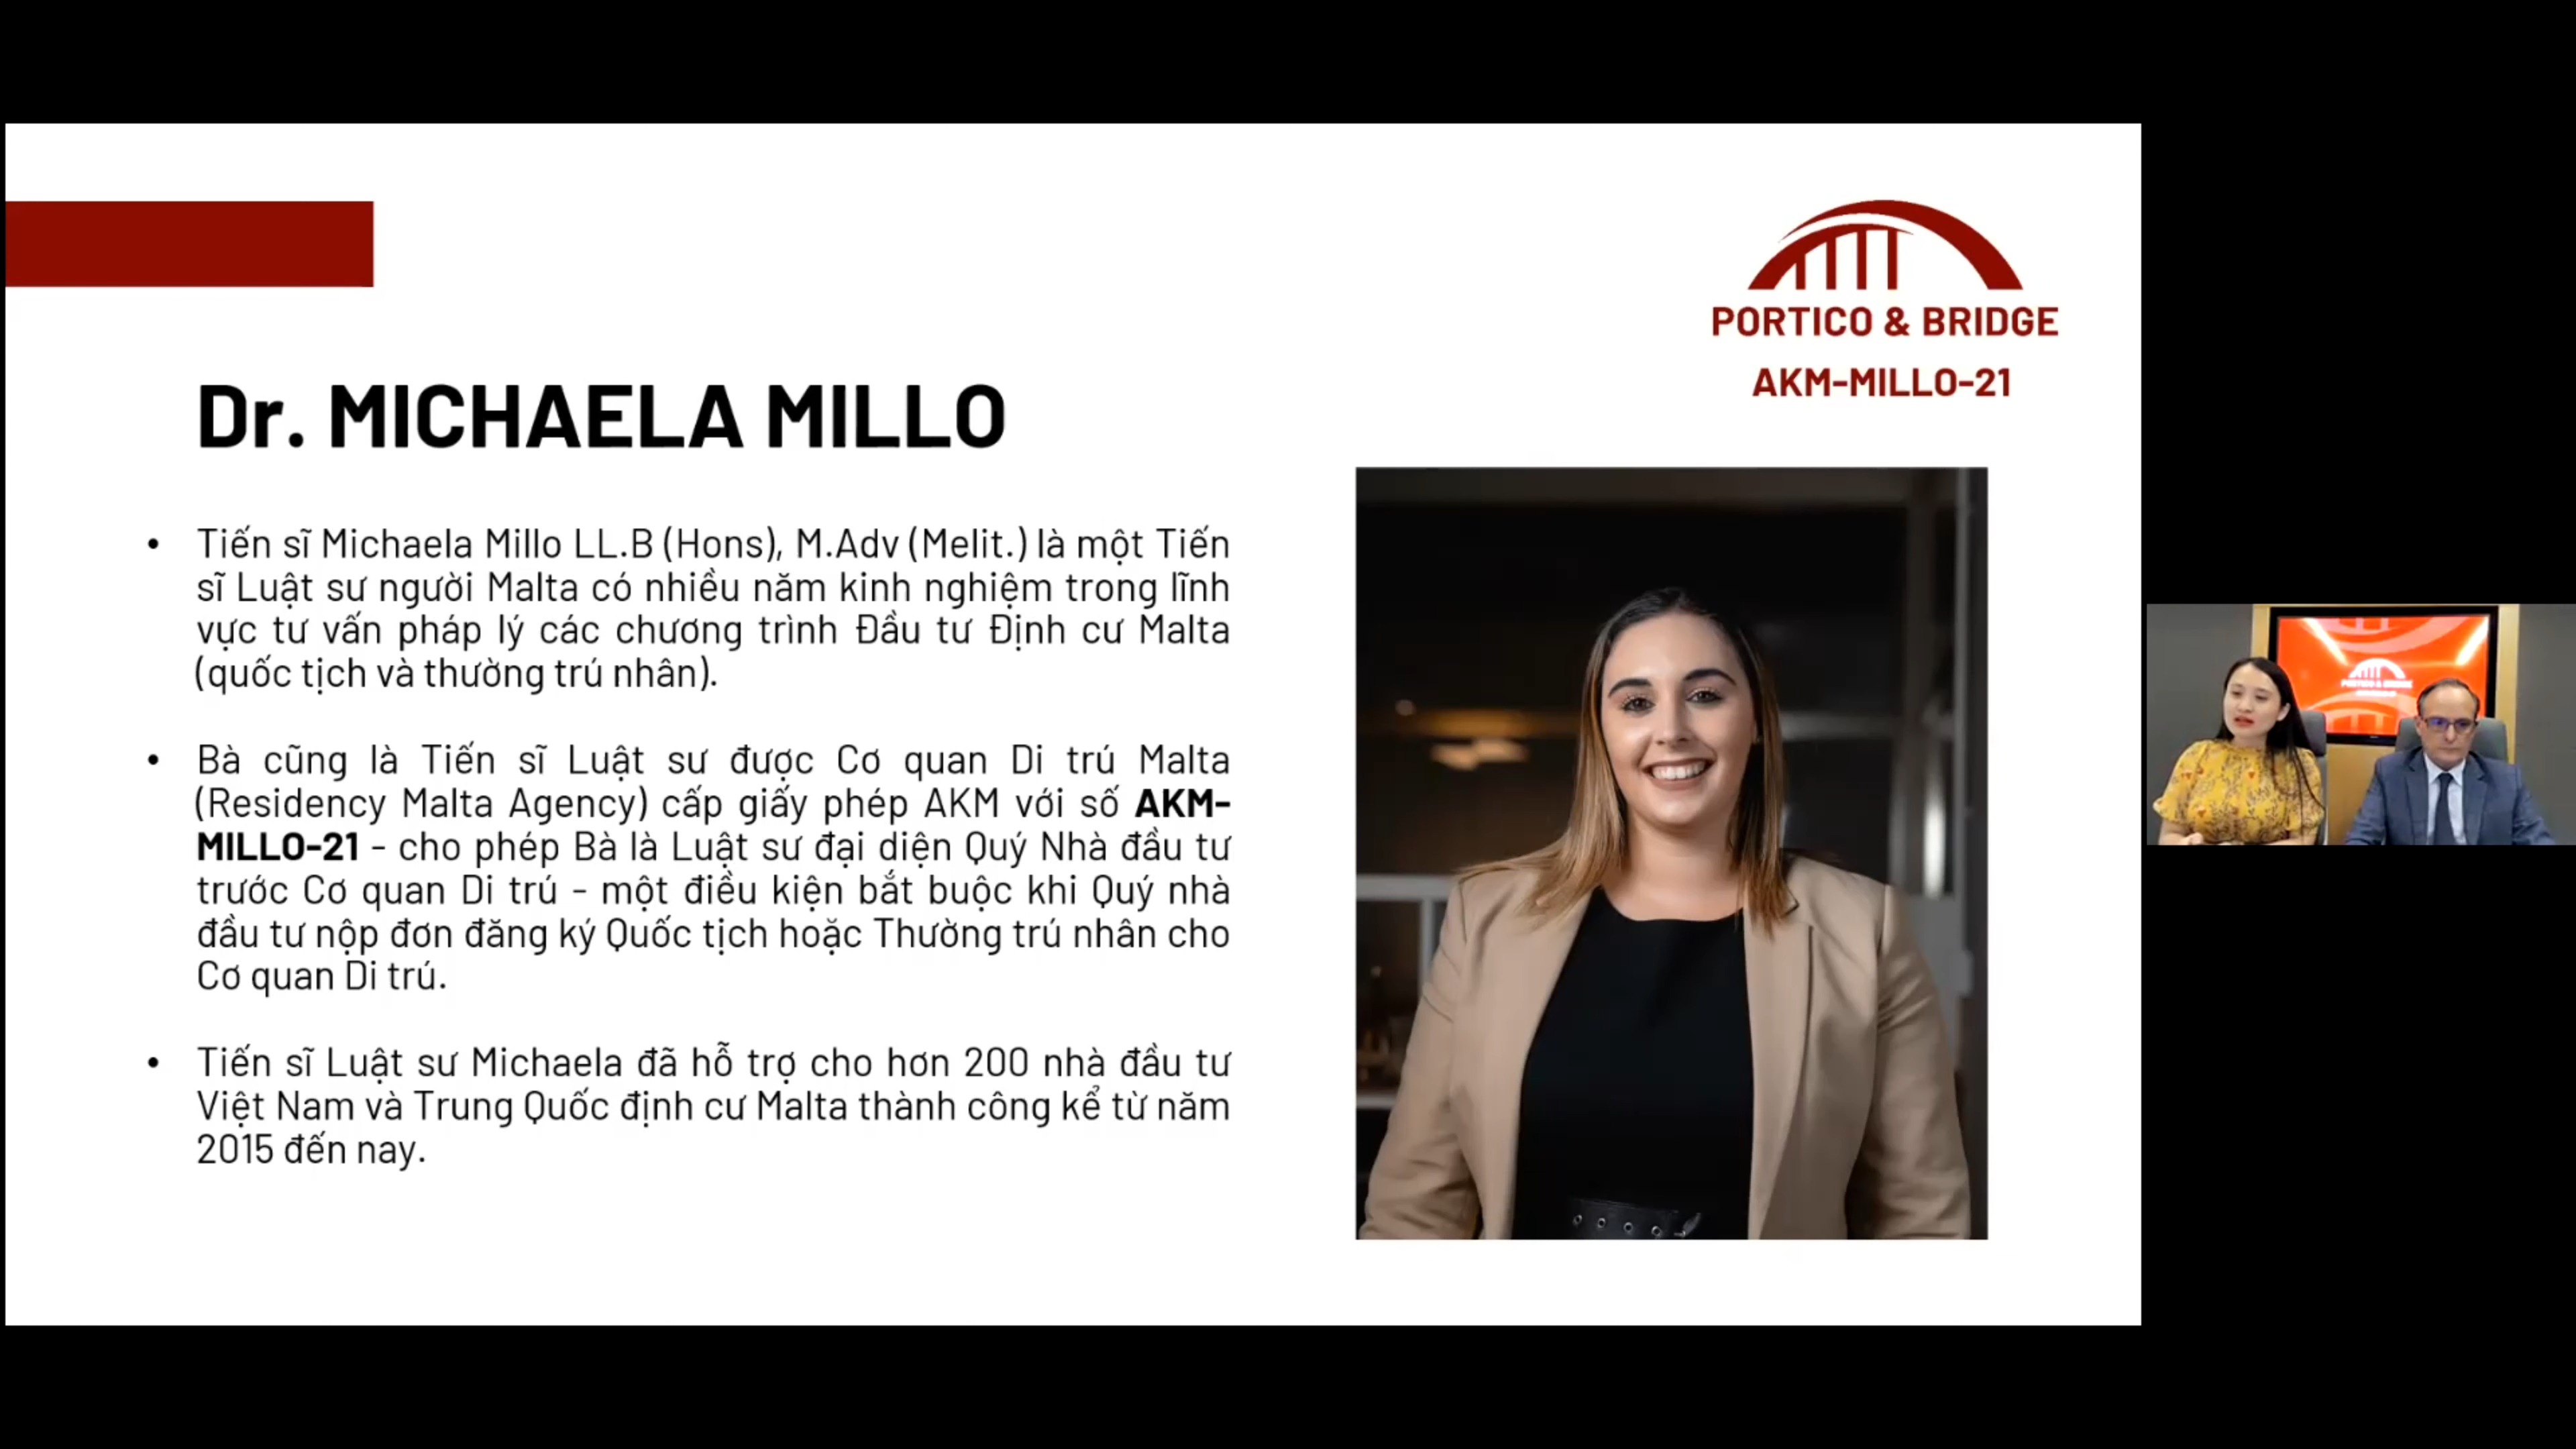 PORTICO & BRIDGE
AKM-MILLO-21
Dr. MICHAELA MILLO
• Tiến sĩ Michaela Millo LL.B (Hons), M.Adv (Melit.) là một Tiến
sĩ Luật sư người Malta có nhiều năm kinh nghiệm trong lĩnh
vực tư vấn pháp lý các chương trình Đầu tư Định cư Malta
(quốc tịch và thường trú nhân).
• Bà cũng là Tiến sĩ Luật sư được Cơ quan Di trú Malta
(Residency Malta Agency) cấp giấy phép AKM với số AKM-
MILLO-21 - cho phép Bà là Luật sư đại diện Quý Nhà đầu tư
trước Cơ quan Di trú - một điều kiện bắt buộc khi Quý nhà
đầu tư nộp đơn đăng ký Quốc tịch hoặc Thường trú nhân cho
Cơ quan Di trú.
• Tiến sĩ Luật sư Michaela đã hỗ trợ cho hơn 200 nhà đầu tư
Việt Nam và Trung Quốc định cư Malta thành công kể từ năm
2015 đến nay.
PORTICO & BRIDGE